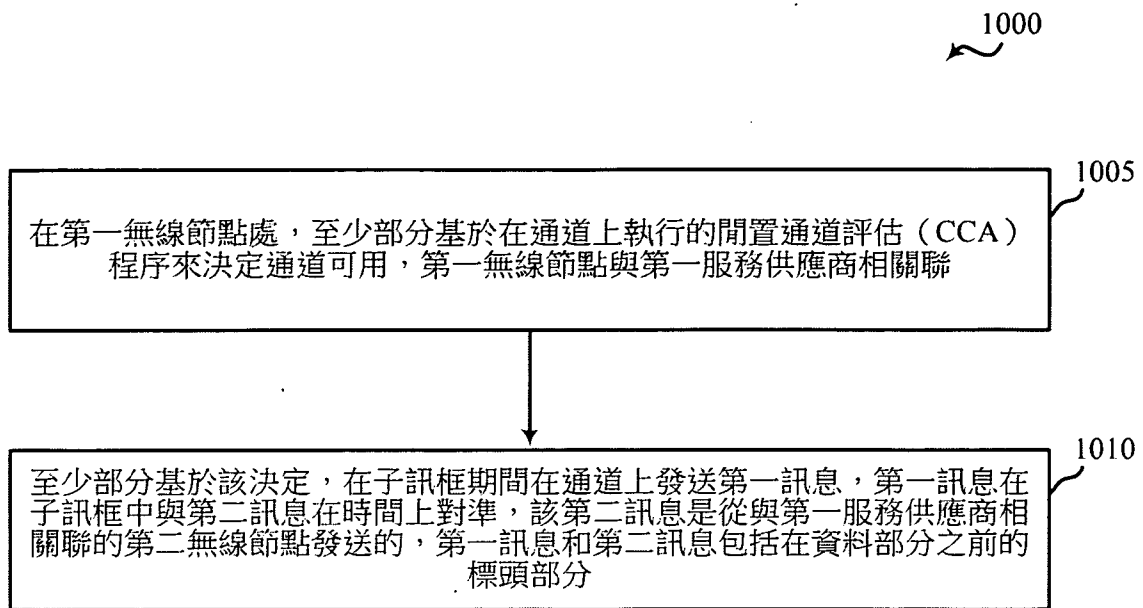 1000
1005
在第一無線節點處，至少部分基於在通道上執行的閒置通道評估（CCA）
程序來決定通道可用，第一無線節點與第一服務供應商相關聯
1010
至少部分基於該決定，在子訊框期間在通道上發送第一訊息，第一訊息在
子訊框中與第二訊息在時間上對準，該第二訊息是從與第一服務供應商相
關聯的第二無線節點發送的，第一訊息和第二訊息包括在資料部分之前的
標頭部分